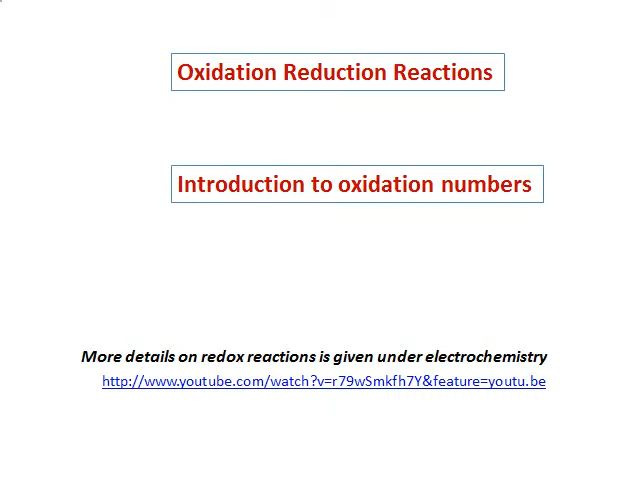 Oxidation Reduction Reactions
Introduction to oxidation numbers
More details on redox reactions is given under electrochemistry
http://www.youtube.com/watch?v=r79wSmkfh7Y&feature=youtu.be